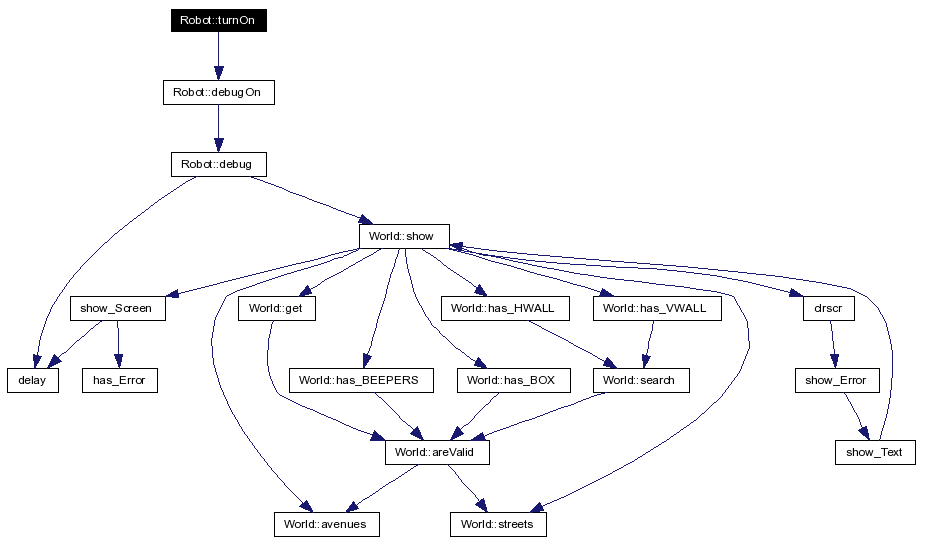 Robot::turnOn
Robot::debugOn
Robot::debug
World::show
show_Screen
World::get
World::has_HWALL
World::has_VWALL
clrscr
delay
has_Error
World::has_BEEPERS
World::has_BOX
World::search
show_Error
World::areValid
show_Text
World::avenues
World::streets